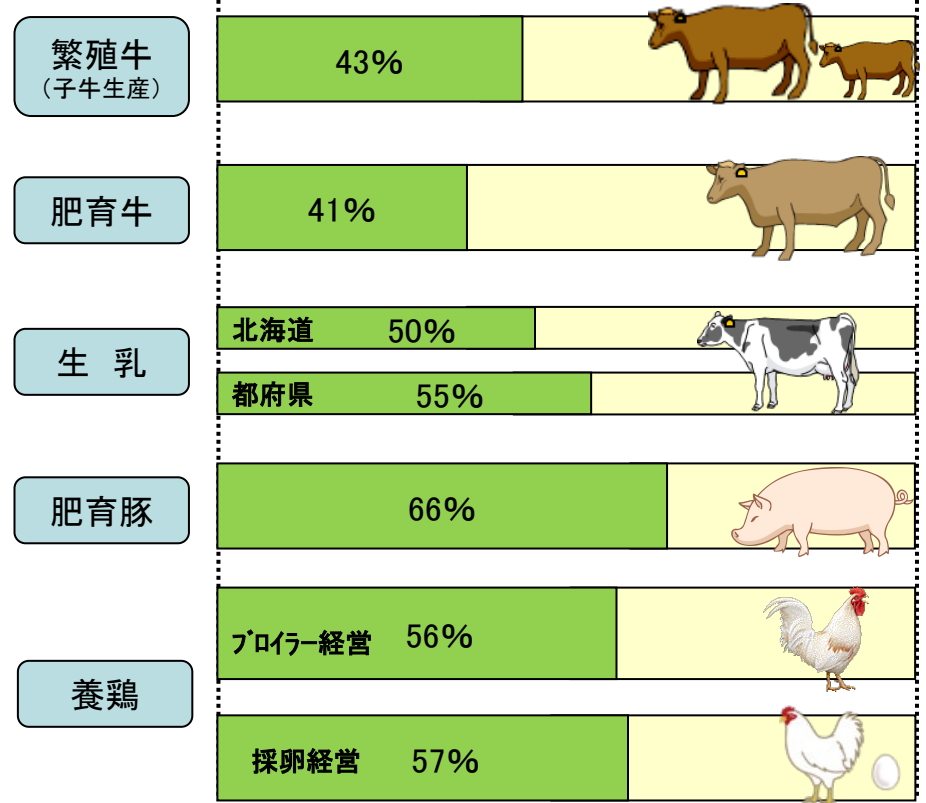 繁殖牛
（子牛生産）
43%
肥育牛
41%
生 乳
北海道 50%
都府県 55%
肥育豚
66%
養鶏
ﾌﾞﾛｲﾗｰ経営 56%
採卵経営 57%